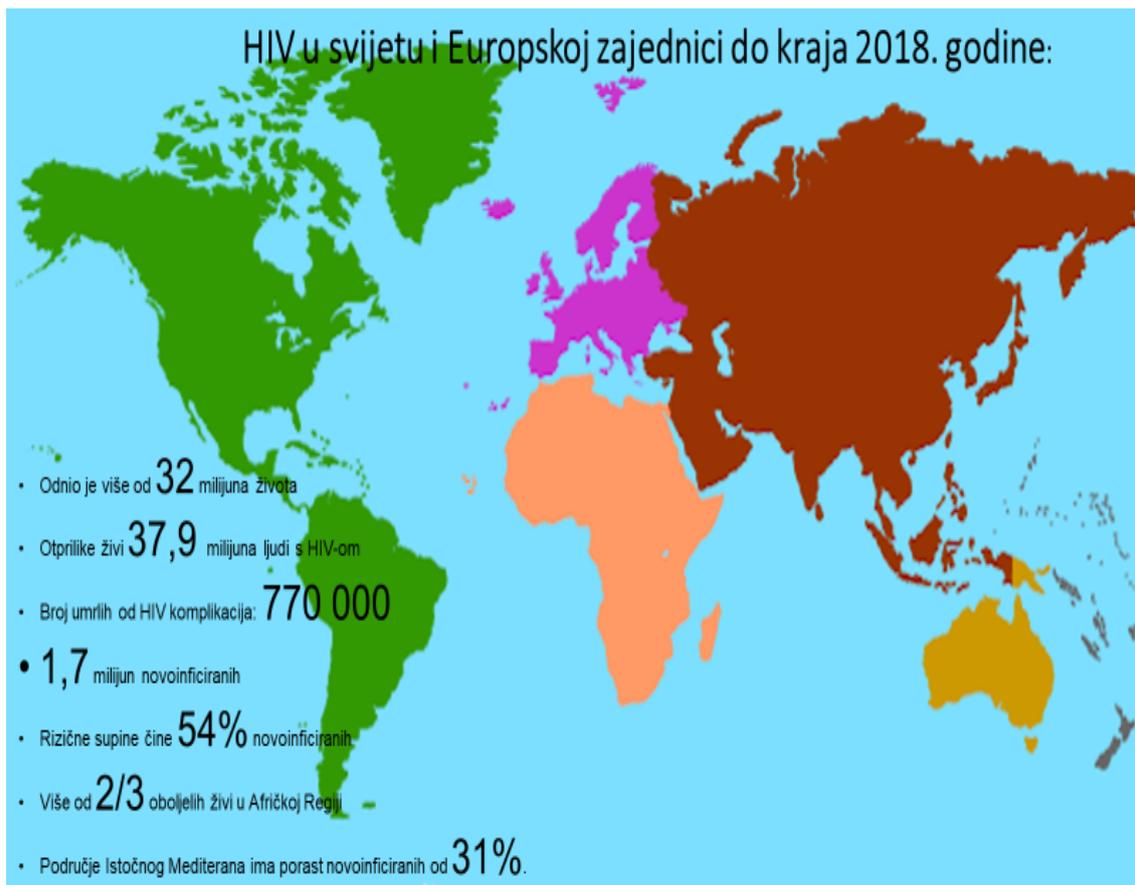 HIV u svijetu i Europskoj zajednici do kraja 2018. godine:
• Odnio je više od 32 milijuna života
• Otprilike živi 37,9 milijuna ljudi s HIV-om
• Broj umrlih od HIV komplikacija: 770 000
• 1,7 milijun novoinficiranih
• Rizične supine čine 54% novoinficiranih
• Više od 2/3 oboljelih živi u Afričkoj Regiji
• Područje Istočnog Mediterana ima porast novoinficiranih od 31%.